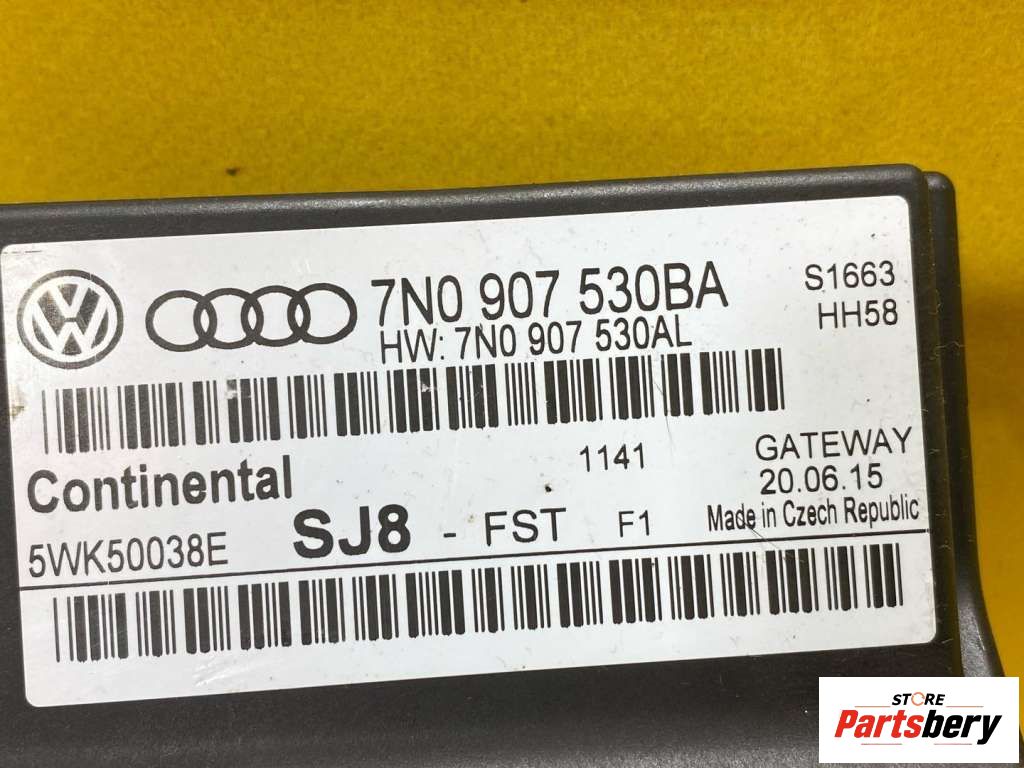 7N0 907 530BA
HW: 7N0 907 530AL
S1663
HH58
Continental
1141
GATEWAY
20.06.15
Made in Czech Republic
5WK50038E
SJ8 - FST F1
STORE
Partsbery